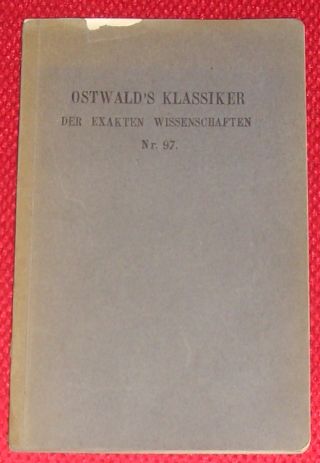 OSTWALD'S KLASSIKER
DER EXAKTEN WISSENSCHAFTEN
Nr. 97.